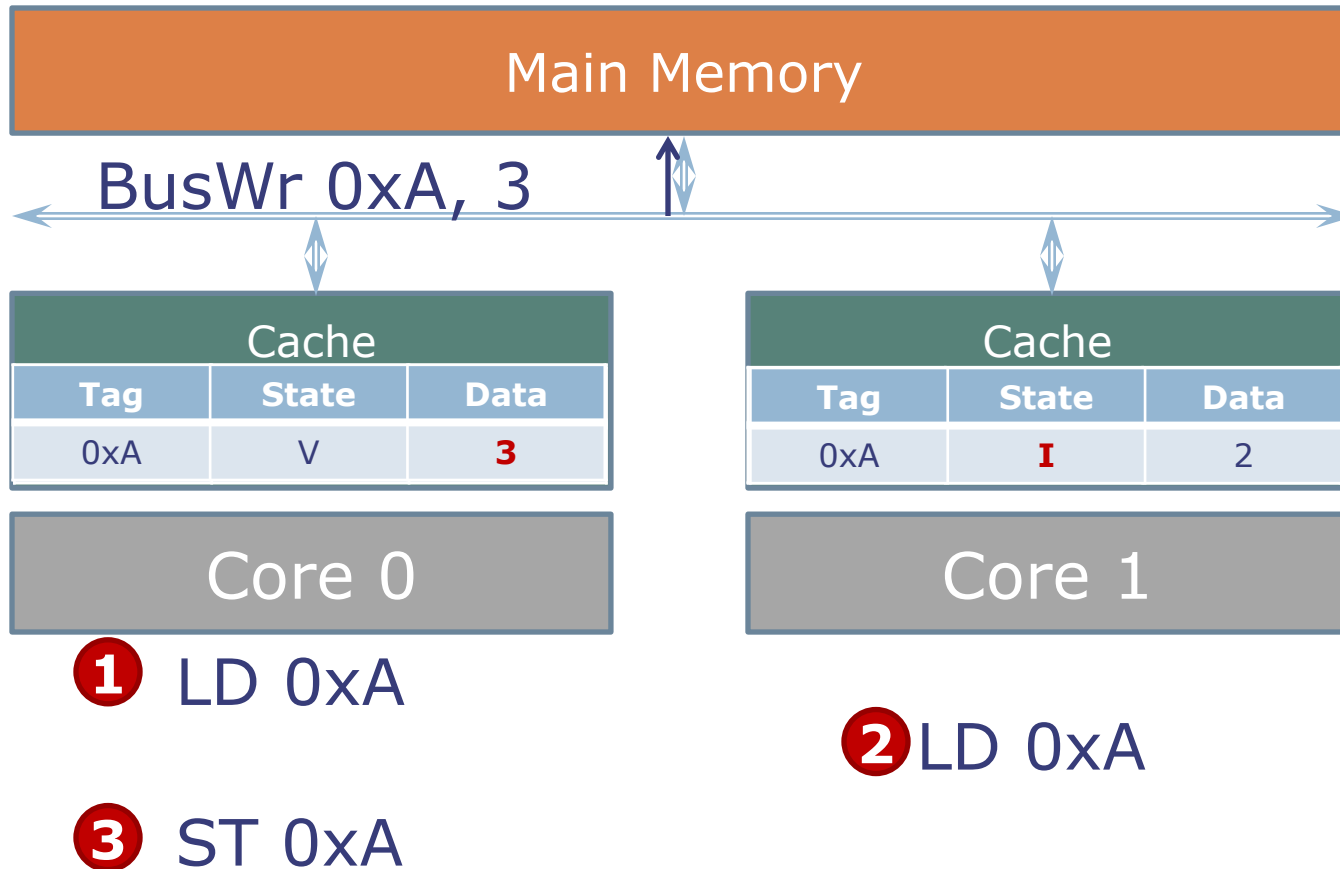 Main Memory
BusWr 0xA, 3
Cache
Tag State Data
0xA V 3
Cache
Tag State Data
0xA I 2
Core 0
Core 1
1 LD 0xA
2 LD 0xA
3 ST 0xA